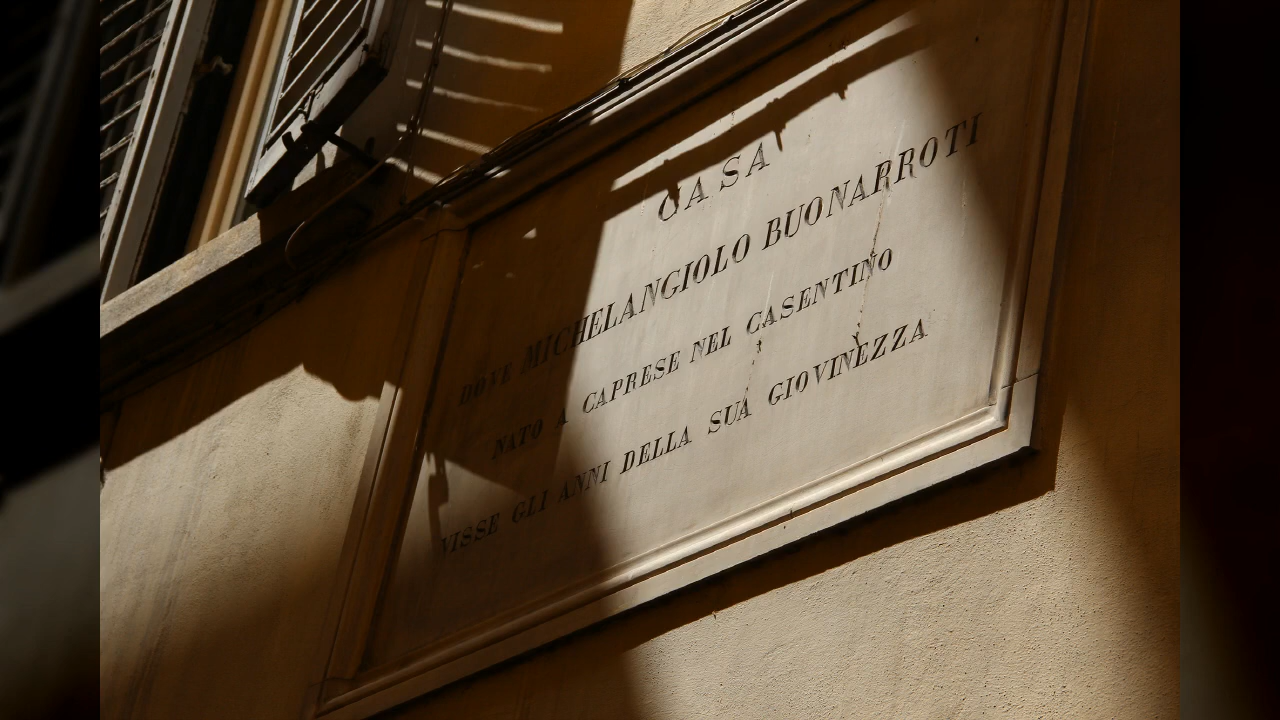 CASA
DOVE MICHELANGIOLO BUONARROTI
NATO A CAPRESE NEL CASENTINO
VISSE GLI ANNI DELLA SUA GIOVINEZZA